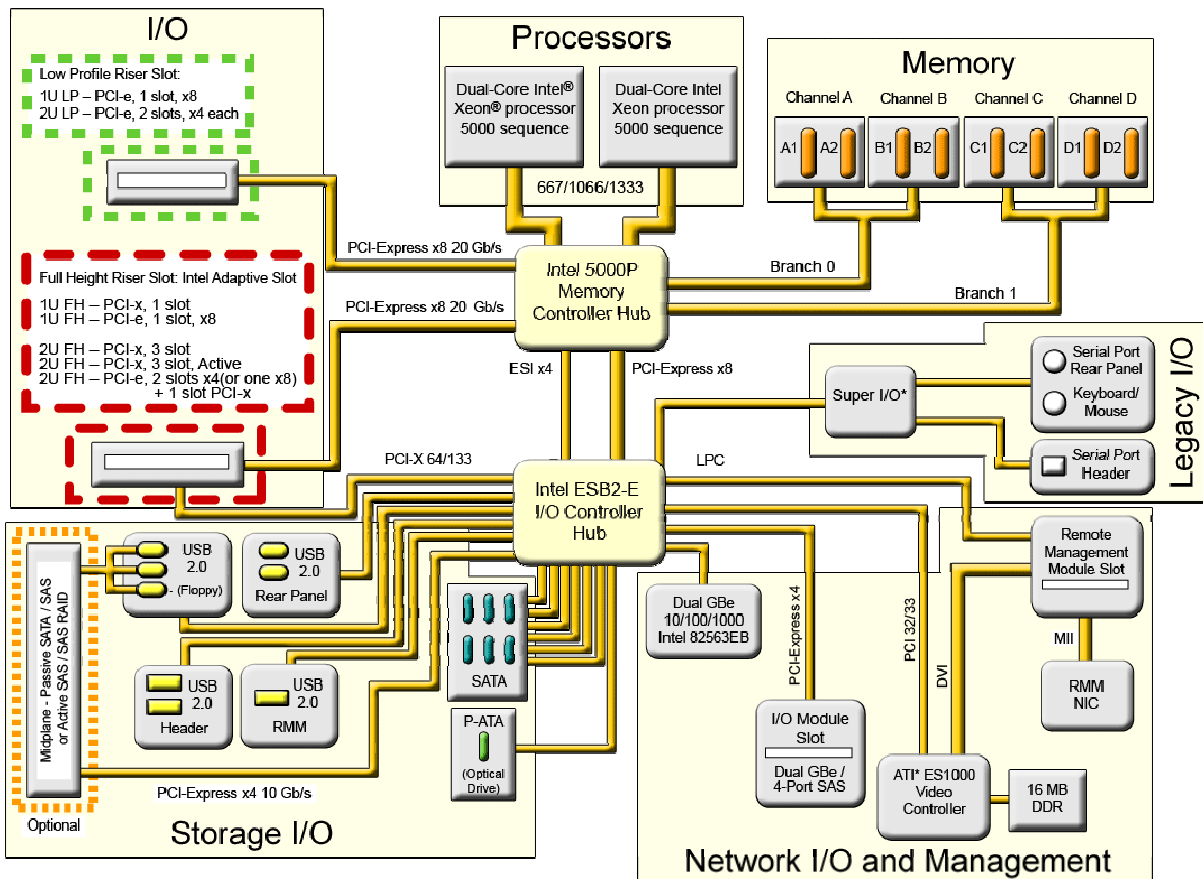 I/O
Low Profile Riser Slot:
1U LP – PCI-e, 1 slot, x8
2U LP – PCI-e, 2 slots, x4 each
Full Height Riser Slot: Intel Adaptive Slot
1U FH – PCI-x, 1 slot
1U FH – PCI-e, 1 slot, x8
2U FH – PCI-x, 3 slot
2U FH – PCI-x, 3 slot, Active
2U FH – PCI-e, 2 slots x4(or one x8)
+ 1 slot PCI-x
Processors
Dual-Core Intel®
Xeon® processor
5000 sequence
Dual-Core Intel
Xeon processor
5000 sequence
667/1066/1333
Memory
Channel A
Channel B
Channel C
Channel D
A1
A2
B1
B2
C1
C2
D1
D2
PCI-Express x8 20 Gb/s
PCI-Express x8 20 Gb/s
Intel 5000P
Memory
Controller Hub
Branch 0
Branch 1
ESI x4
PCI-Express x8
Super I/O*
Serial Port
Rear Panel
Keyboard/
Mouse
Serial Port
Header
Legacy I/O
PCI-X 64/133
LPC
Intel ESB2-E
I/O Controller
Hub
Midplane - Passive SATA / SAS
or Active SAS / SAS RAID
Optional
USB
2.0
- (Floppy)
USB
2.0
Rear Panel
USB
2.0
Header
USB
2.0
RMM
SATA
P-ATA
(Optical
Drive)
PCI-Express x4 10 Gb/s
Storage I/O
Dual GBe
10/100/1000
Intel 82563EB
PCI-Express x4
I/O Module
Slot
Dual GBe /
4-Port SAS
PCI 32/33
DVI
Remote
Management
Module Slot
MII
RMM
NIC
ATI* ES1000
Video
Controller
16 MB
DDR
Network I/O and Management